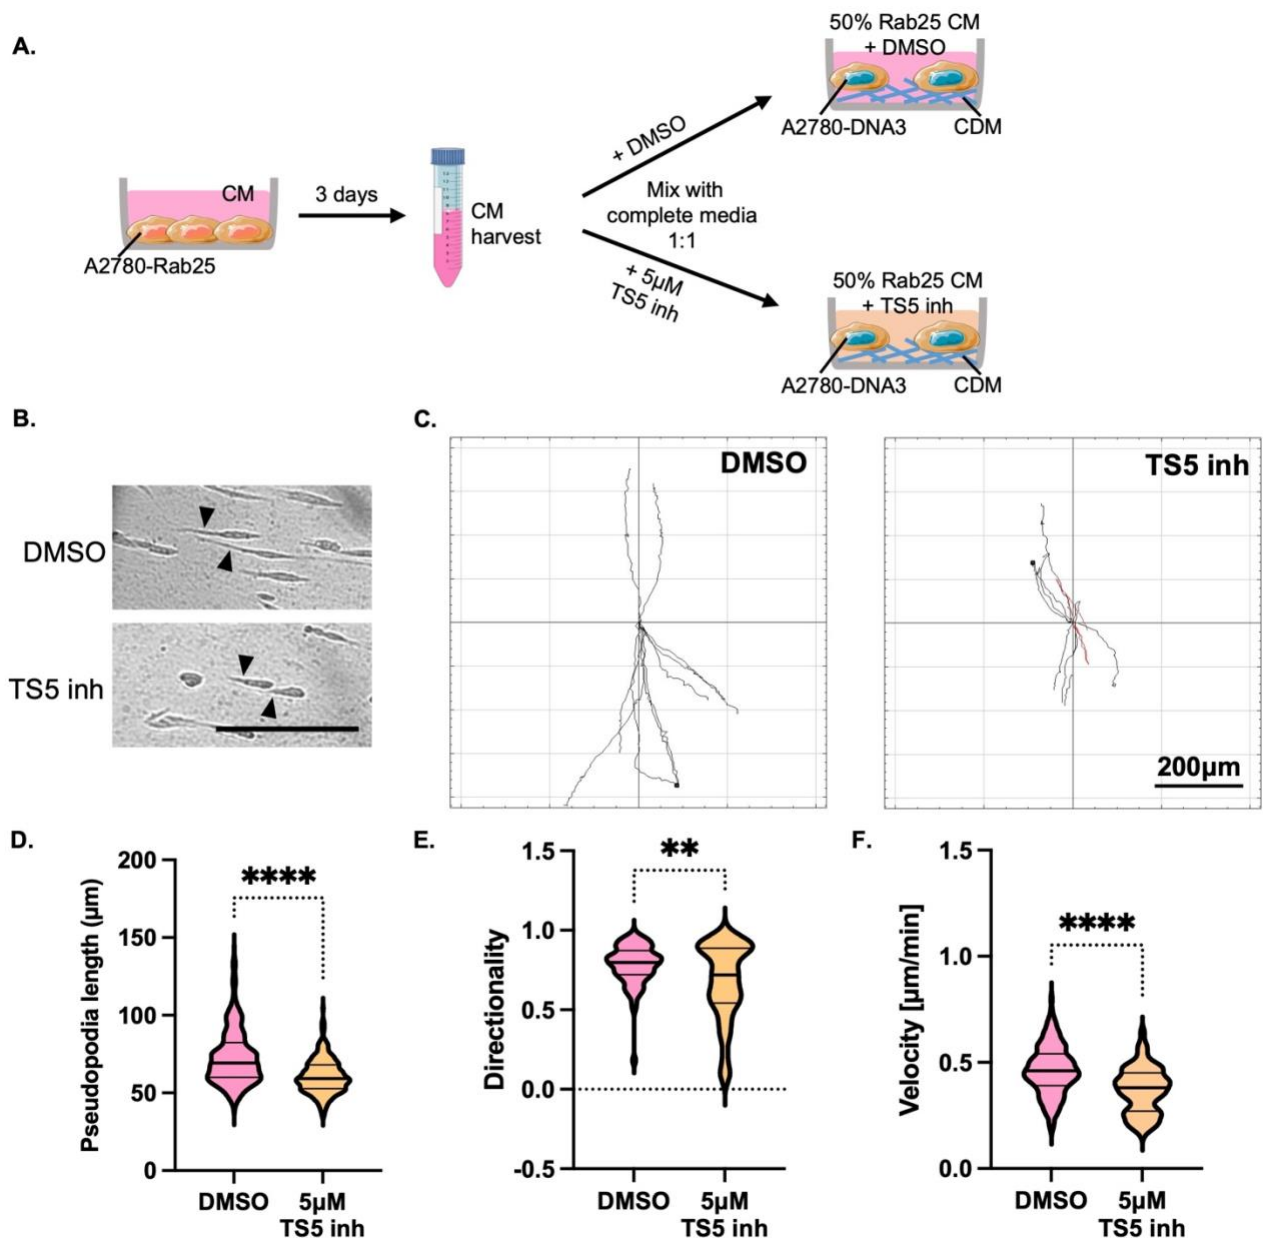 A.
50% Rab25 CM
+ DMSO
A2780-DNA3
CDM
+ DMSO
CM
3 days
A2780-Rab25
CM
harvest
Mix with
complete media
1:1
+ 5µM
TS5 inh
50% Rab25 CM
+ TS5 inh
A2780-DNA3
CDM
B.
DMSO
TS5 inh
C.
DMSO
TS5 inh
200µm
D.
Pseudopodia length (µm)
200
150
100
50
0
****
DMSO
5µM
TS5 inh
E.
Directionality
1.5
1.0
0.5
0.0
-0.5
**
DMSO
5µM
TS5 inh
F.
Velocity [µm/min]
1.5
1.0
0.5
0.0
****
DMSO
5µM
TS5 inh